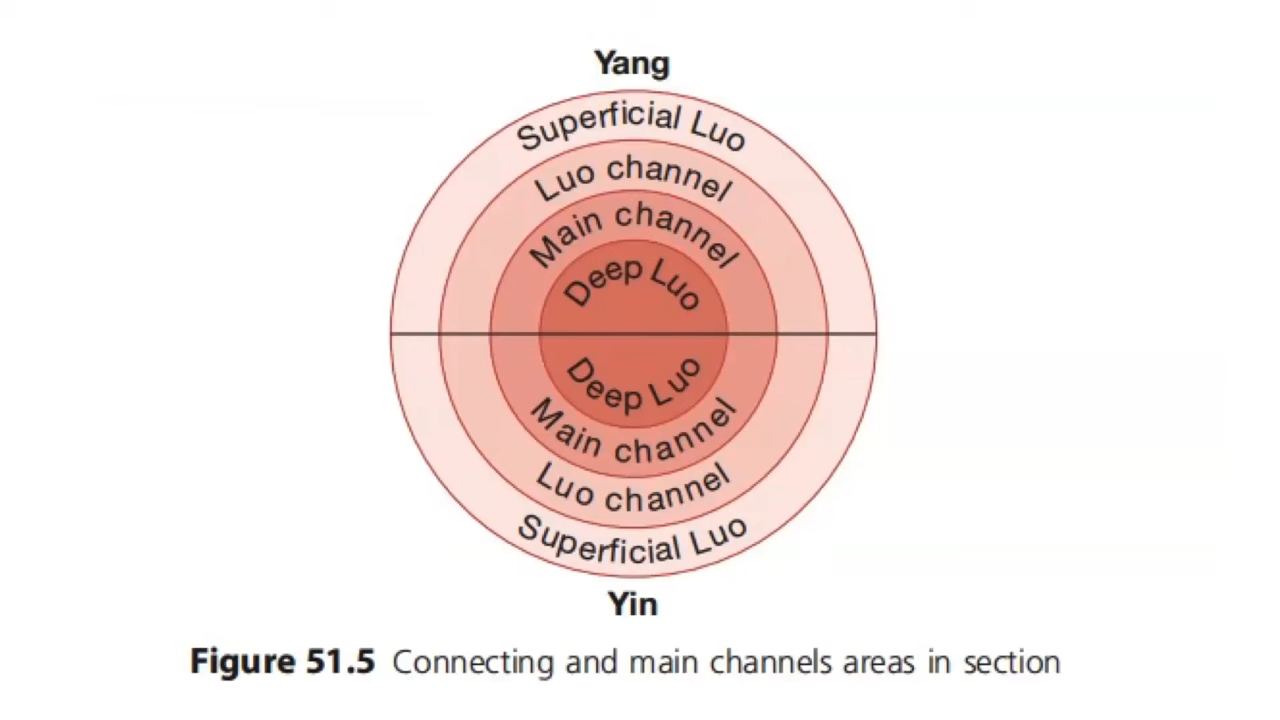 Yang
Superficial Luo
Luo channel
Main channel
Deep Luo
Deep Luo
Main channel
Luo channel
Superficial Luo
Yin
Figure 51.5 Connecting and main channels areas in section